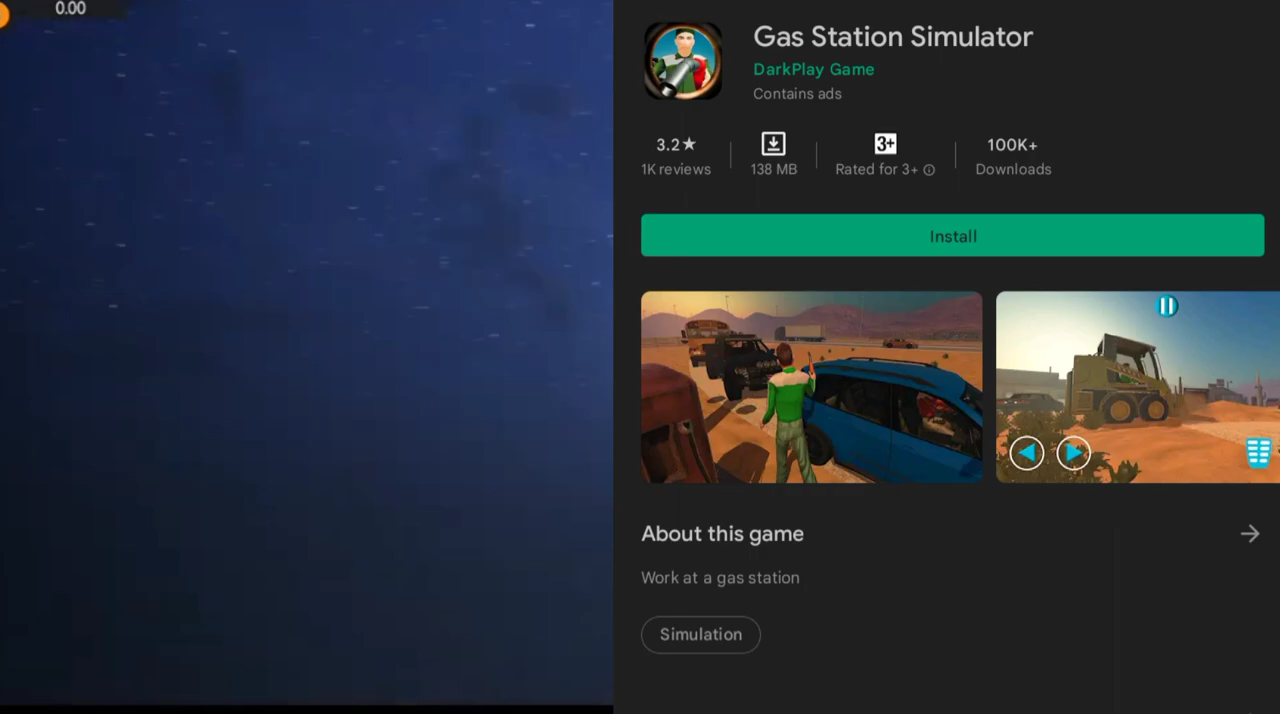 0.00
Gas Station Simulator
DarkPlay Game
Contains ads
3.2★
1K reviews
138 MB
3+
Rated for 3+
100K+
Downloads
Install
About this game
Work at a gas station
Simulation